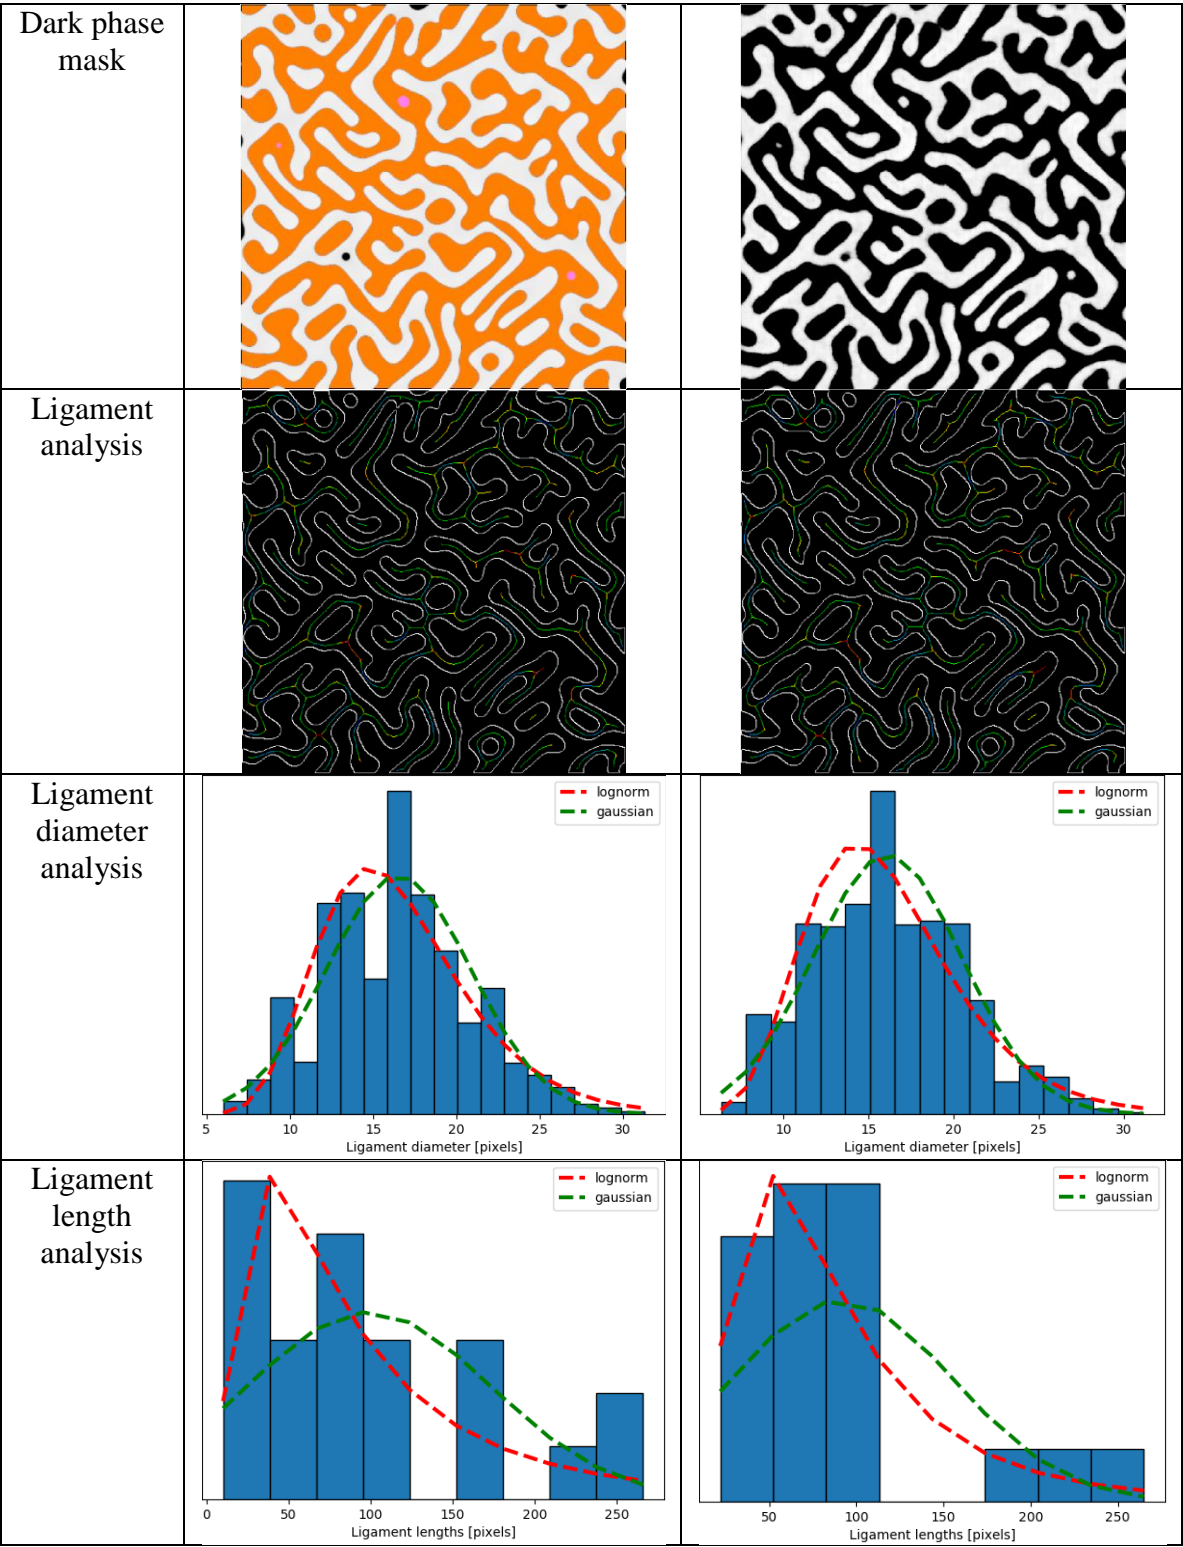 Dark phase
mask
Ligament
analysis
Ligament
diameter
analysis
lognorm
gaussian
5 10 15 20 25 30
Ligament diameter [pixels]
lognorm
gaussian
10 15 20 25 30
Ligament diameter [pixels]
Ligament
length
analysis
lognorm
gaussian
0 50 100 150 200 250
Ligament lengths [pixels]
lognorm
gaussian
50 100 150 200 250
Ligament lengths [pixels]